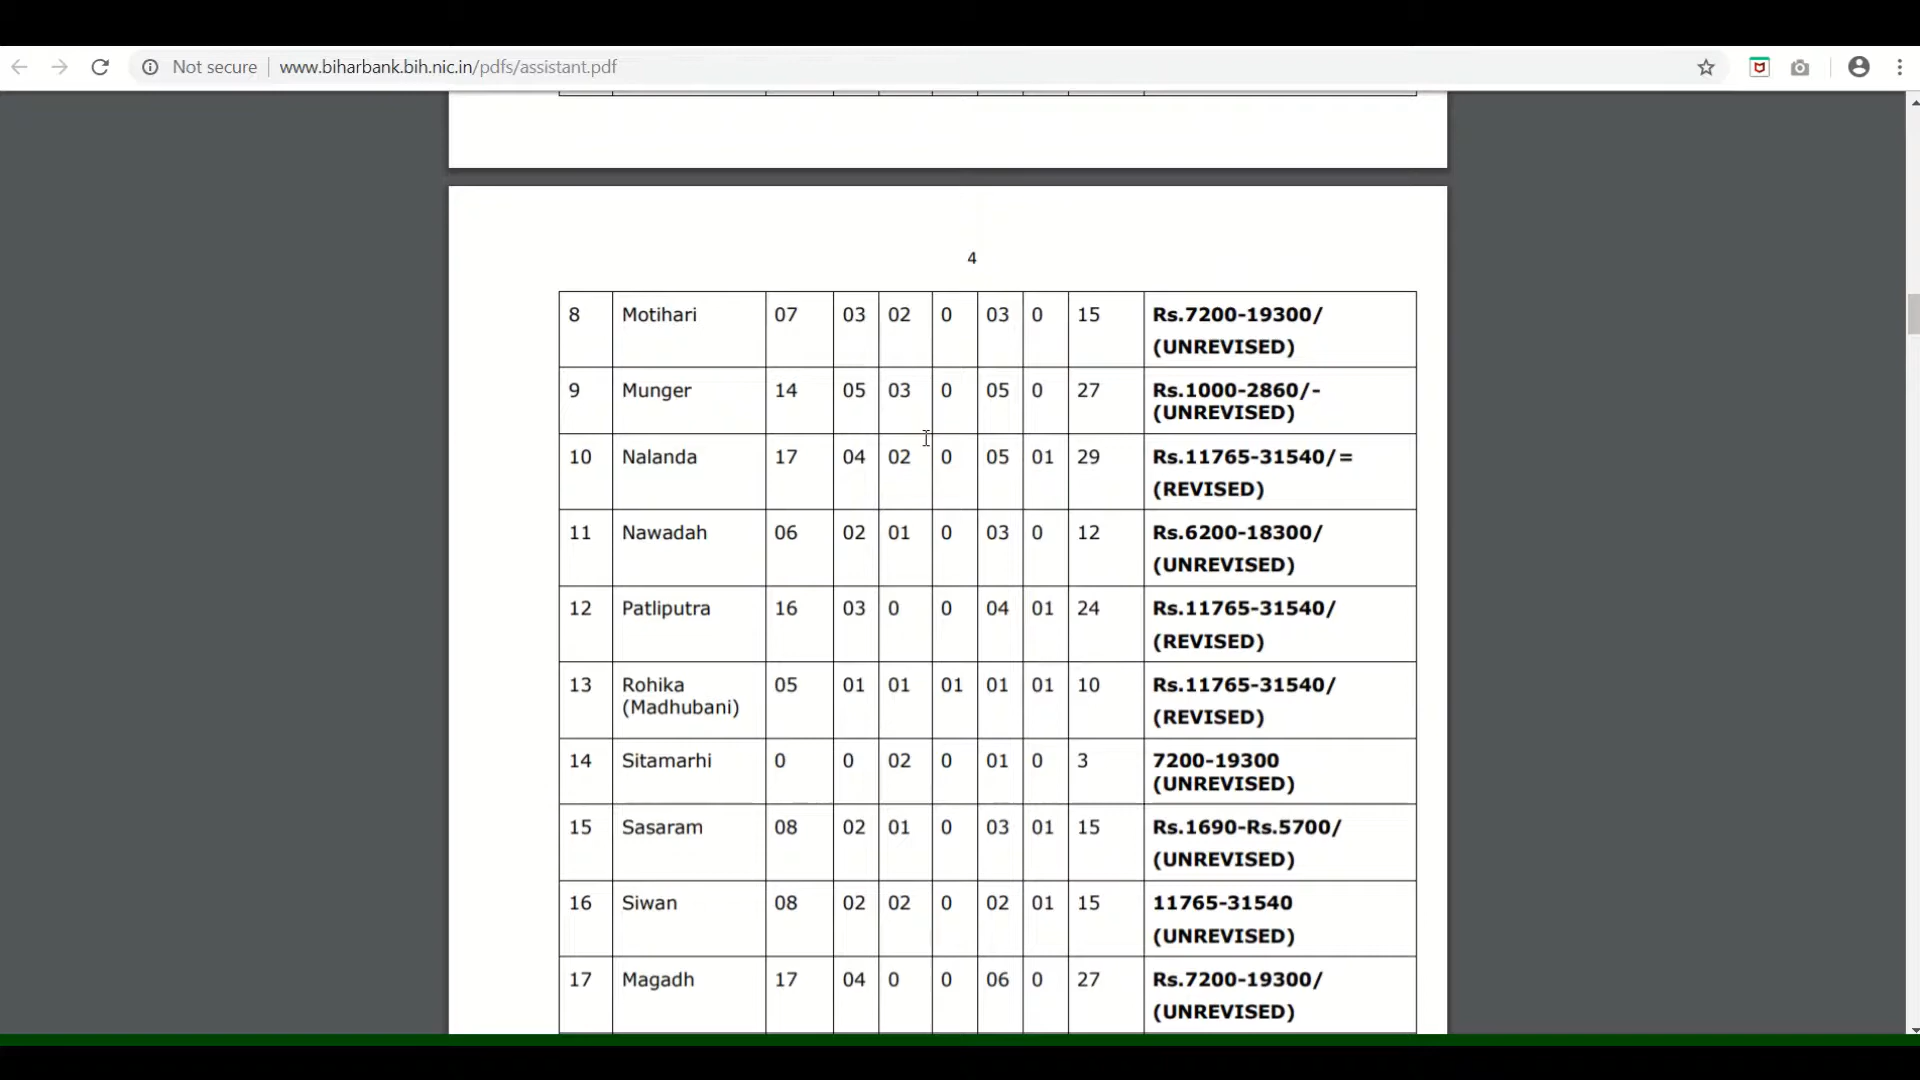 Not secure www.biharbank.bih.nic.in/pdfs/assistant.pdf
4
8 Motihari 07 03 02 0 03 0 15 Rs.7200-19300/
(UNREVISED)
9 Munger 14 05 03 0 05 0 27 Rs.1000-2860/-
(UNREVISED)
10 Nalanda 17 04 02 0 05 01 29 Rs.11765-31540/=
(REVISED)
11 Nawadah 06 02 01 0 03 0 12 Rs.6200-18300/
(UNREVISED)
12 Patliputra 16 03 0 0 04 01 24 Rs.11765-31540/
(REVISED)
13 Rohika 05 01 01 01 01 01 10 Rs.11765-31540/
(Madhubani) (REVISED)
14 Sitamarhi 0 0 02 0 01 0 3 7200-19300
(UNREVISED)
15 Sasaram 08 02 01 0 03 01 15 Rs.1690-Rs.5700/
(UNREVISED)
16 Siwan 08 02 02 0 02 01 15 11765-31540
(UNREVISED)
17 Magadh 17 04 0 0 06 0 27 Rs.7200-19300/
(UNREVISED)